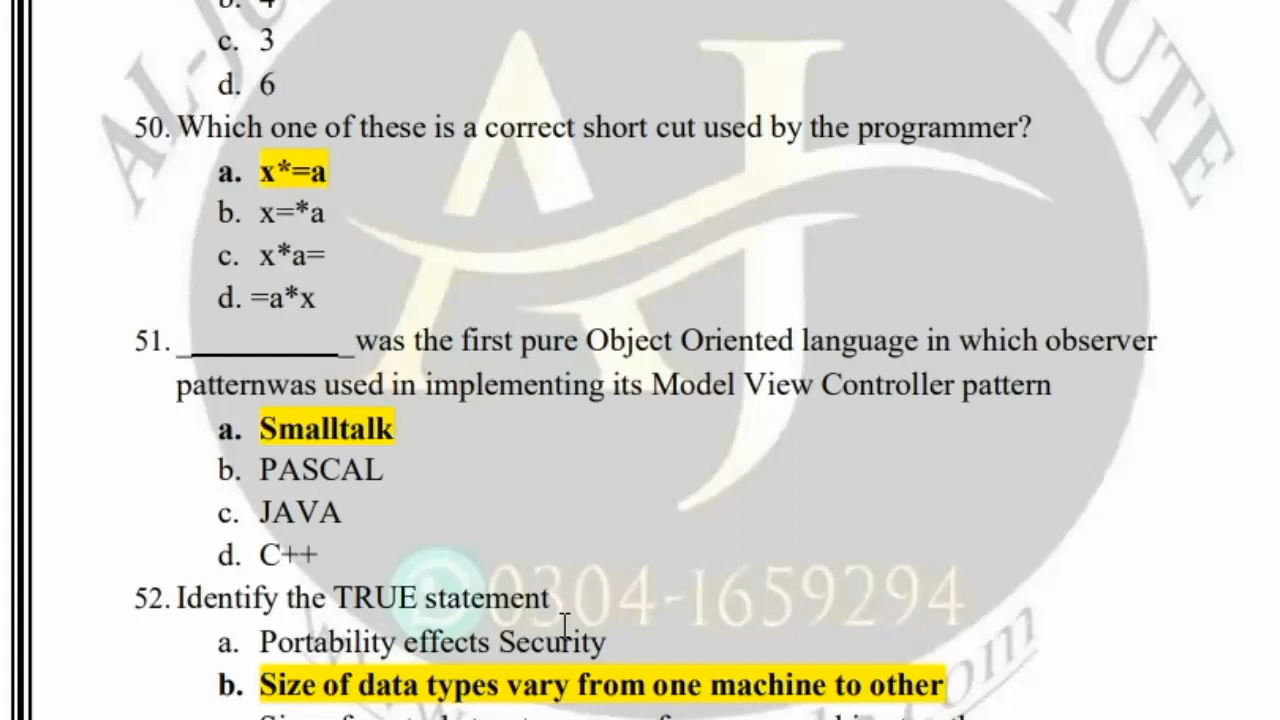 b. 4
c. 3
d. 6
50. Which one of these is a correct short cut used by the programmer?
a. x*=a
b. x=*a
c. x*a=
d. =a*x
51. ___________was the first pure Object Oriented language in which observer
patternwas used in implementing its Model View Controller pattern
a. Smalltalk
b. PASCAL
c. JAVA
d. C++
0304-1659294
52. Identify the TRUE statement
a. Portability effects Security
b. Size of data types vary from one machine to other